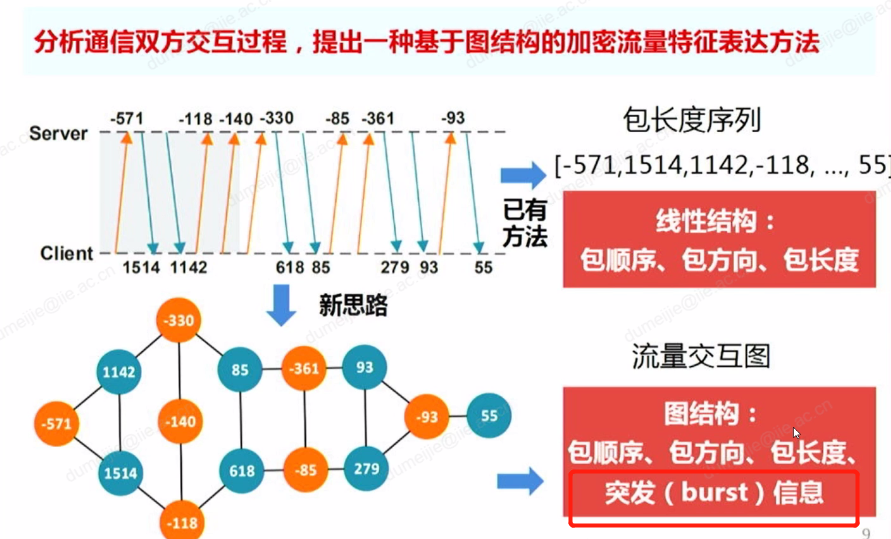 分析通信双方交互过程，提出一种基于图结构的加密流量特征表达方法
-571 -118 -140 -330 -85 -361 -93
Server
Client
1514 1142 618 85 279 93 55
已有
方法
包长度序列
[-571,1514,1142,-118, ..., 55]
线性结构：
包顺序、包方向、包长度
新思路
-330
1142
85
-361
93
-571
-140
-93
55
1514
618
-85
279
-118
流量交互图
图结构：
包顺序、包方向、包长度、
突发（burst）信息
9
dumeijie@iie.ac.cn